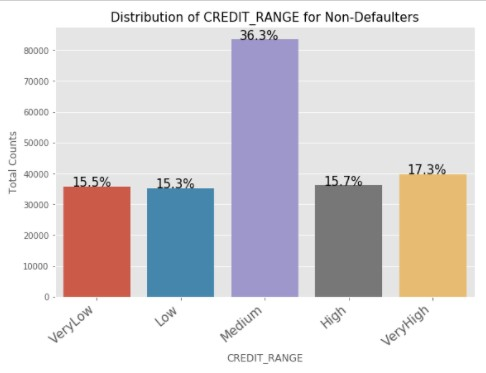 Distribution of CREDIT_RANGE for Non-Defaulters
Total Counts
80000
70000
60000
50000
40000
30000
20000
10000
0
15.5%
15.3%
36.3%
15.7%
17.3%
VeryLow
Low
Medium
High
VeryHigh
CREDIT_RANGE